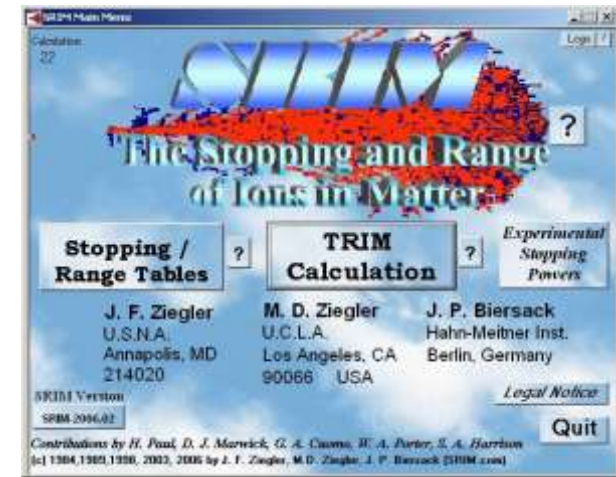 SRIM Main Menu
Calculation
22
Logo ?
SRIM
?
The Stopping and Range
of Ions in Matter
Stopping /
Range Tables
?
TRIM
Calculation
?
Experimental
Stopping
Powers
J. F. Ziegler
U.S.N.A.
Annapolis, MD
214020
M. D. Ziegler
U.C.L.A.
Los Angeles, CA
90066 USA
J. P. Biersack
Hahn-Meitner Inst.
Berlin, Germany
SRIM Version
SRIM-2006.02
Legal Notice
Quit
Contributions by H. Paul, D. J. Marwick, G. A. Cuomo, W. A. Porter, S. A. Harrison
(c) 1984,1989,1998, 2003, 2006 by J. F. Ziegler, M.D. Ziegler, J. P. Biersack (SRIM.com)